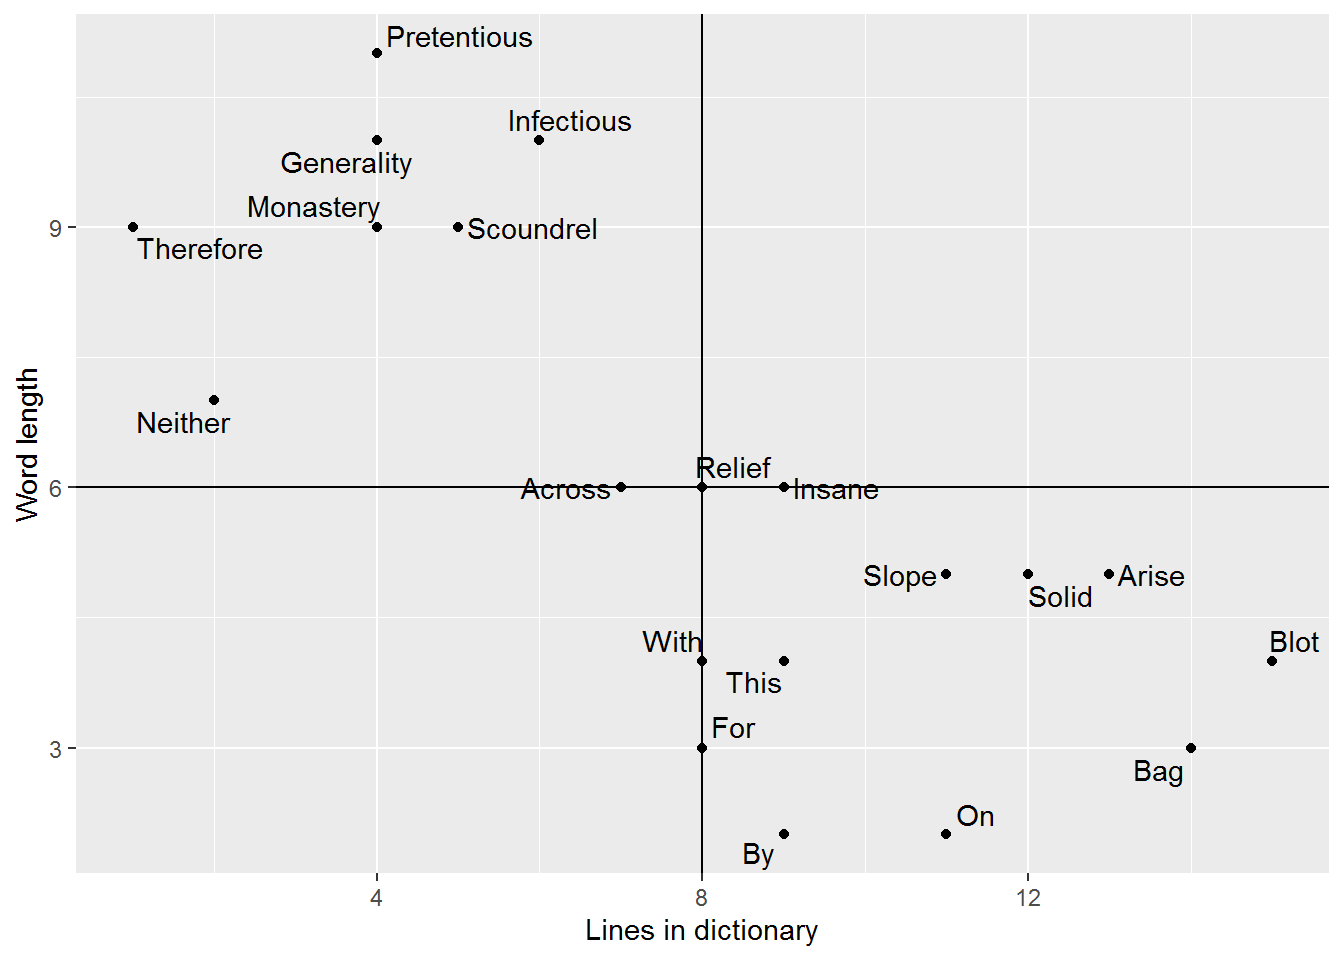 Pretentious
Infectious
Generality
Monastery
Scoundrel
9
Therefore
Neither
Word length
Relief
6
Across
Insane
Slope
Arise
Solid
With
Blot
This
For
3
Bag
On
By
4
8
12
Lines in dictionary